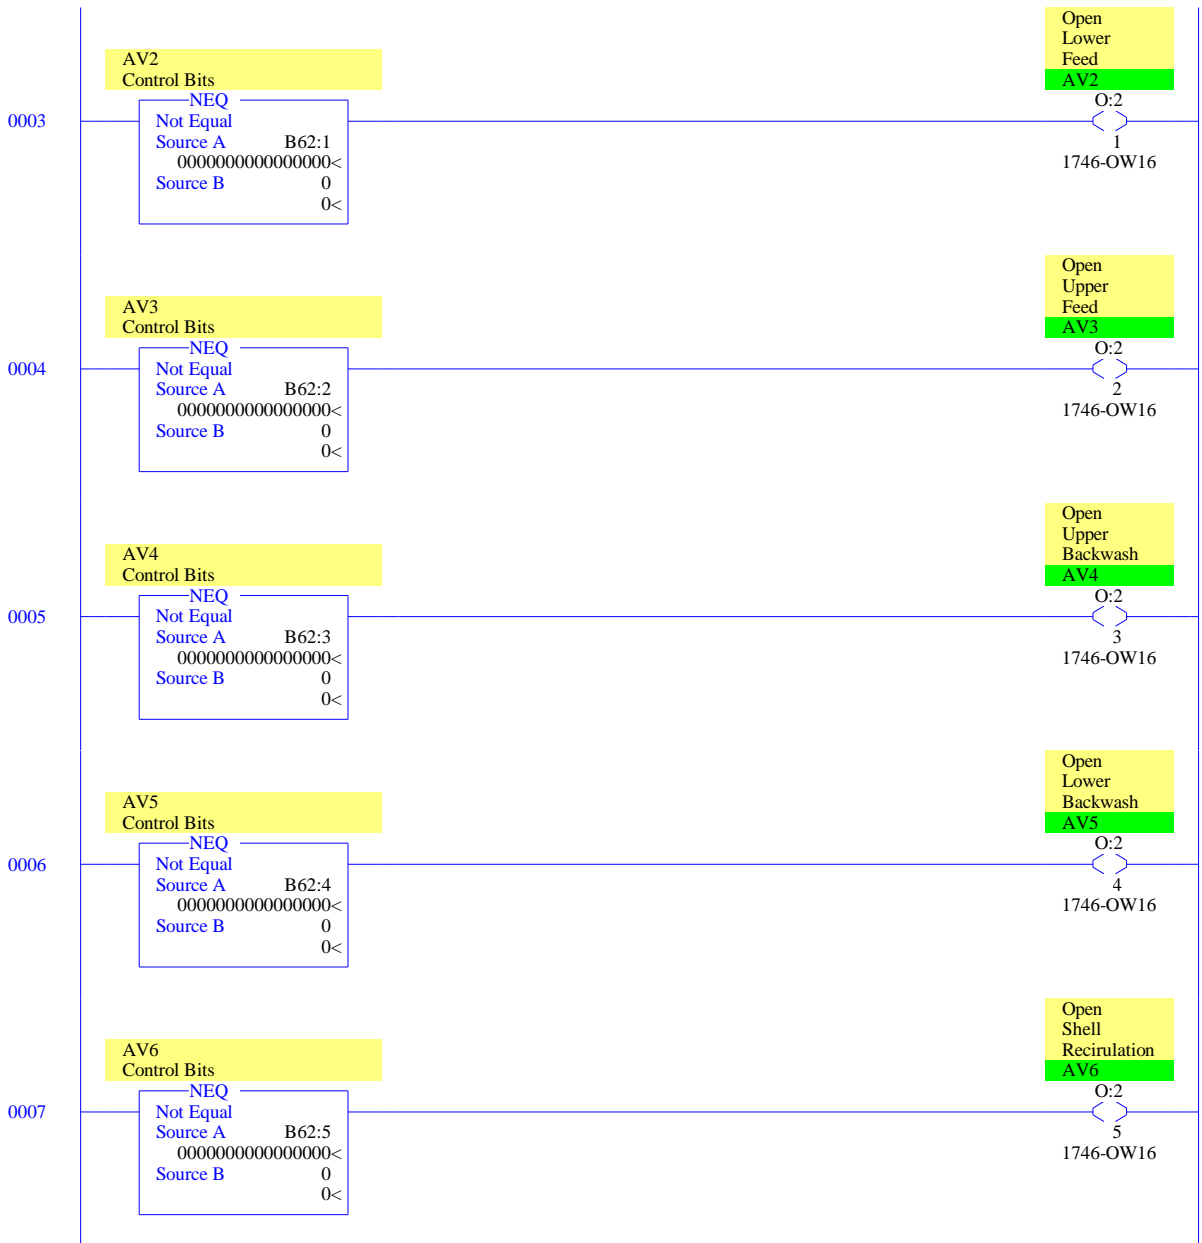 Open
Lower
Feed
AV2
AV2
Control Bits
NEQ
O:2
0003
Not Equal
Source A B62:1
1
0000000000000000<
1746-OW16
Source B 0
0<
Open
Upper
Feed
AV3
AV3
Control Bits
NEQ
O:2
0004
Not Equal
Source A B62:2
2
0000000000000000<
1746-OW16
Source B 0
0<
Open
Upper
Backwash
AV4
AV4
Control Bits
NEQ
O:2
0005
Not Equal
Source A B62:3
3
0000000000000000<
1746-OW16
Source B 0
0<
Open
Lower
Backwash
AV5
AV5
Control Bits
NEQ
O:2
0006
Not Equal
Source A B62:4
4
0000000000000000<
1746-OW16
Source B 0
0<
Open
Shell
Recirulation
AV6
AV6
Control Bits
NEQ
O:2
0007
Not Equal
Source A B62:5
5
0000000000000000<
1746-OW16
Source B 0
0<